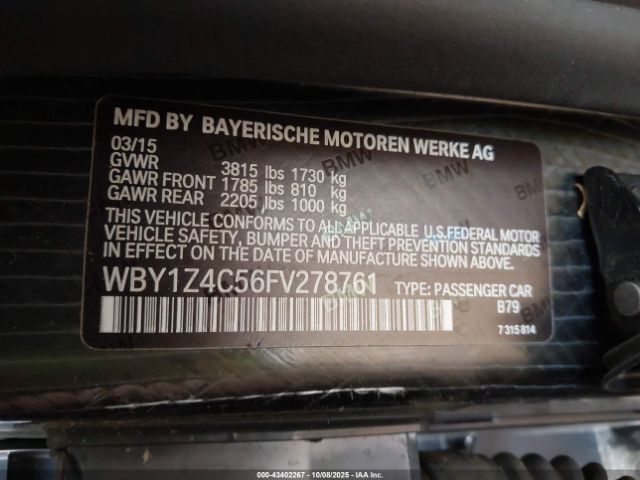 MFD BY BAYERISCHE MOTOREN WERKE AG
03/15
GVWR 3815 lbs 1730 kg
GAWR FRONT 1785 lbs 810 kg
GAWR REAR 2205 lbs 1000 kg
THIS VEHICLE CONFORMS TO ALL APPLICABLE U.S.FEDERAL MOTOR
VEHICLE SAFETY, BUMPER AND THEFT PREVENTION STANDARDS
IN EFFECT ON THE DATE OF MANUFACTURE SHOWN ABOVE.
WBY1Z4C56FV278761 TYPE: PASSENGER CAR
B79
7 315 814
000-43402267 - 10/08/2025 - IAAI.COM